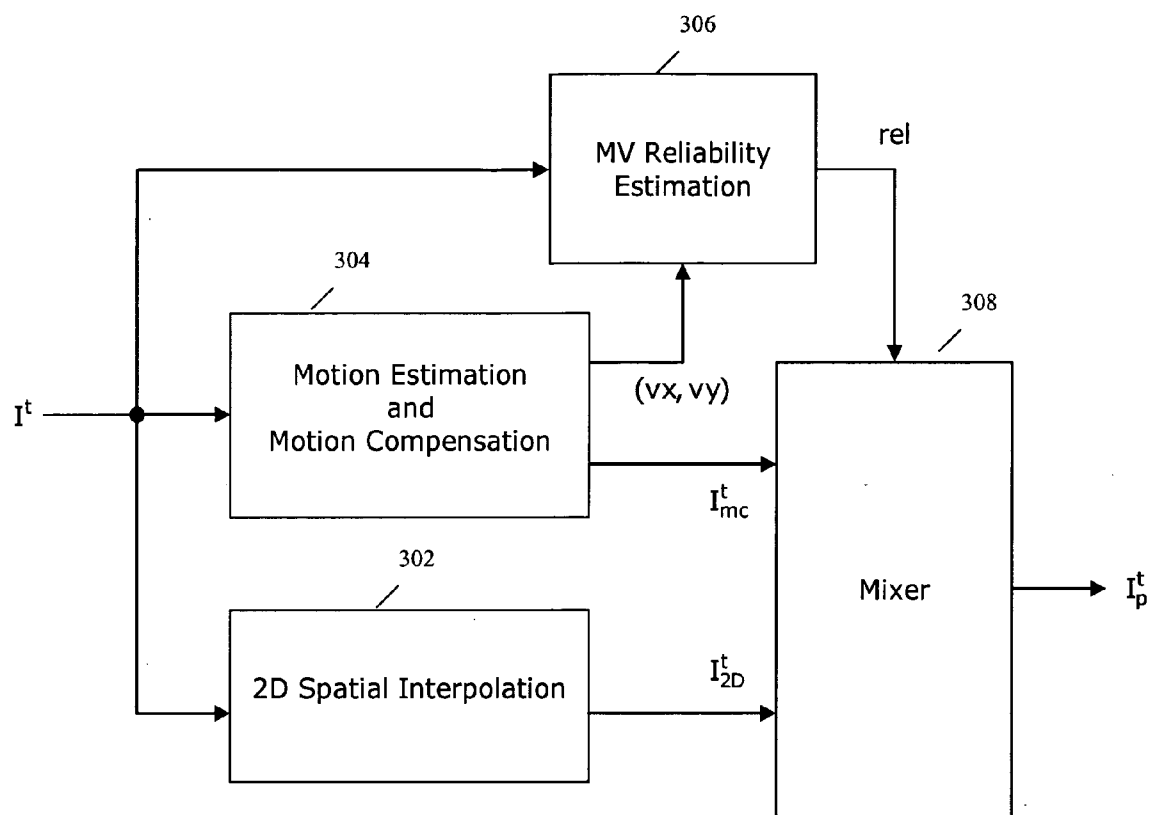 306
MV Reliability
Estimation
rel
304
Motion Estimation
and
Motion Compensation
(vx, vy)
308
I^t
I^t_mc
302
2D Spatial Interpolation
I^t_2D
Mixer
I^t_p